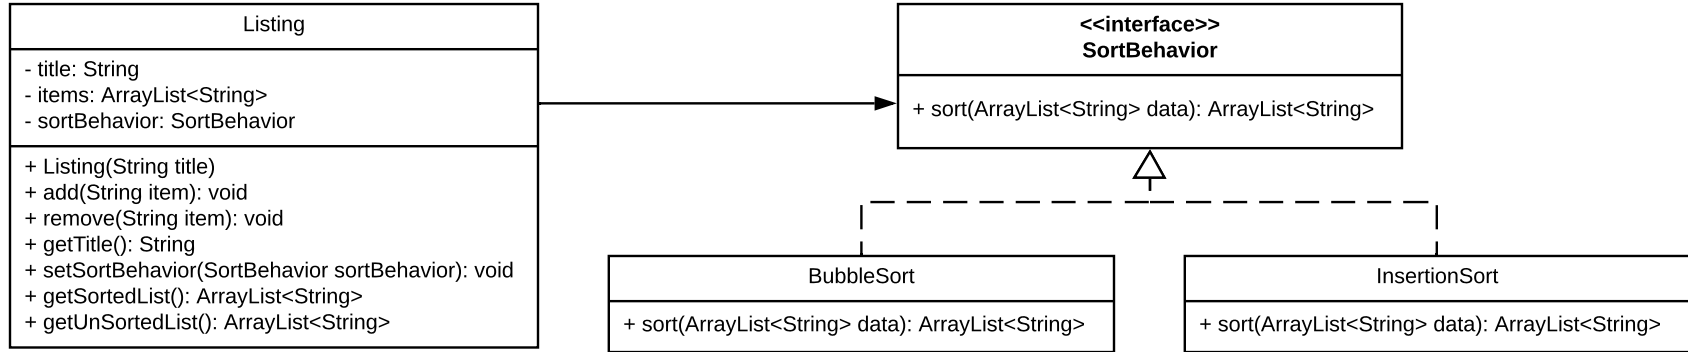 Listing
- title: String
- items: ArrayList<String>
- sortBehavior: SortBehavior
+ Listing(String title)
+ add(String item): void
+ remove(String item): void
+ getTitle(): String
+ setSortBehavior(SortBehavior sortBehavior): void
+ getSortedList(): ArrayList<String>
+ getUnSortedList(): ArrayList<String>
<<interface>>
SortBehavior
+ sort(ArrayList<String> data): ArrayList<String>
BubbleSort
+ sort(ArrayList<String> data): ArrayList<String>
InsertionSort
+ sort(ArrayList<String> data): ArrayList<String>